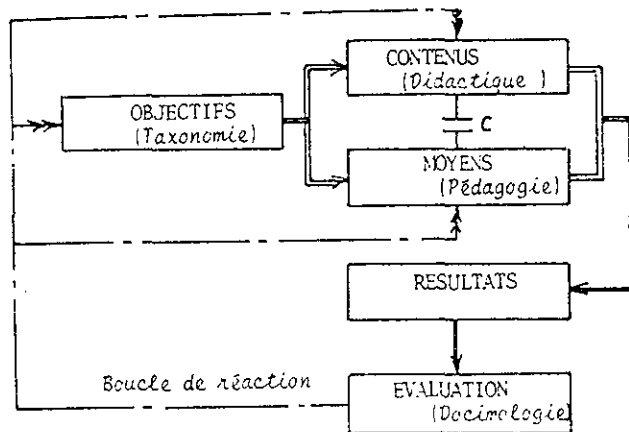 CONTENUS
(Didactique )
OBJECTIFS
(Taxonomie)
C
MOYENS
(Pédagogie)
RESULTATS
Boucle de réaction
EVALUATION
(Docimologie)